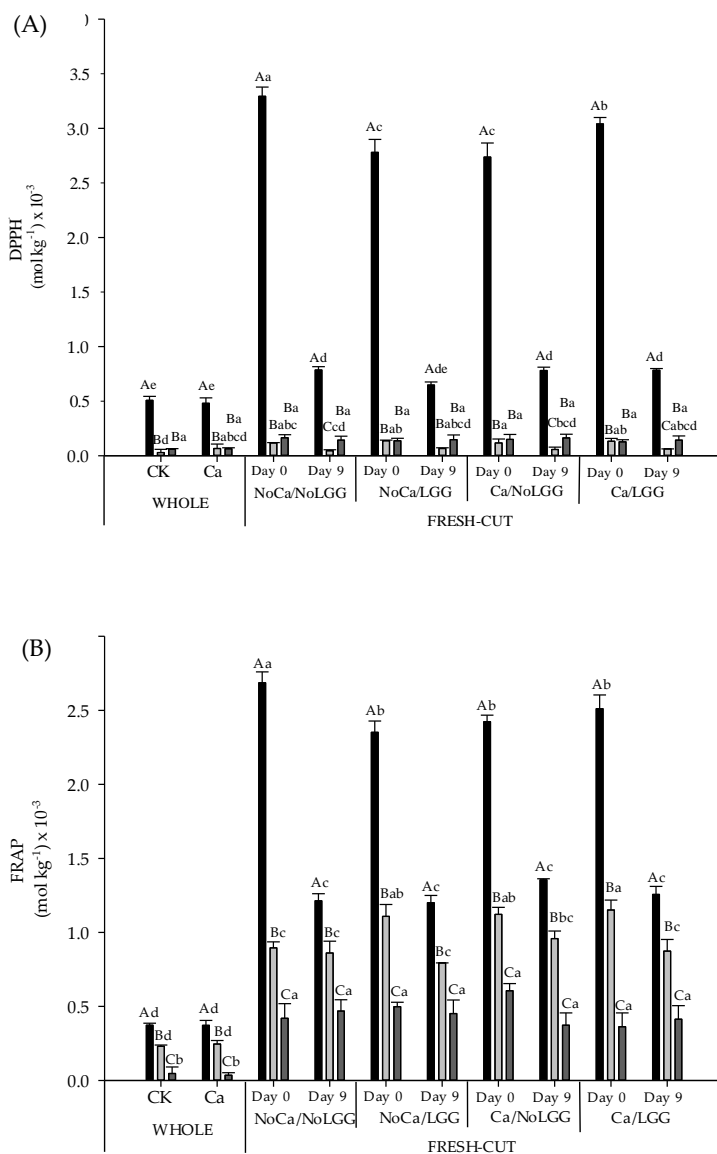 (A)
)
3.5
3.0
2.5
2.0
1.5
1.0
0.5
0.0
DPPH
(mol kg⁻¹) x 10⁻³
Ae Bd Ba
Ae Babcd Ba
Aa Babc Ba
Ad Ccd Ba
Ac Bab Ba
Ade Babcd Ba
Ac Ba Ba
Ad Cbcd Ba
Ab Bab Ba
Ad Cabcd Ba
CK Ca Day 0 Day 9 Day 0 Day 9 Day 0 Day 9 Day 0 Day 9
WHOLE NoCa/NoLGG NoCa/LGG Ca/NoLGG Ca/LGG
FRESH-CUT
(B)
2.5
2.0
1.5
1.0
0.5
0.0
FRAP
(mol kg⁻¹) x 10⁻³
Ad Bd Cb
Ad Bd Cb
Aa Bc Ca
Ac Bc Ca
Ab Bab Ca
Ac Bc Ca
Ab Bab Ca
Ac Bbc Ca
Ab Ba Ca
Ac Bc Ca
CK Ca Day 0 Day 9 Day 0 Day 9 Day 0 Day 9 Day 0 Day 9
WHOLE NoCa/NoLGG NoCa/LGG Ca/NoLGG Ca/LGG
FRESH-CUT